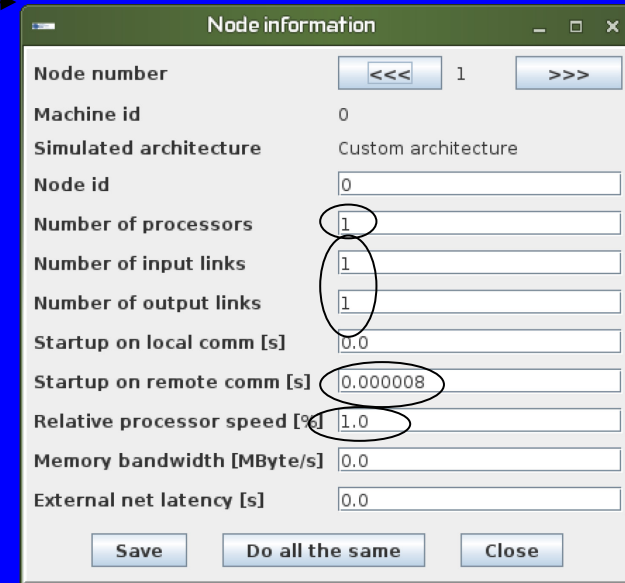 Node information
Node number <<< 1 >>>
Machine id 0
Simulated architecture Custom architecture
Node id 0
Number of processors 1
Number of input links 1
Number of output links 1
Startup on local comm [s] 0.0
Startup on remote comm [s] 0.000008
Relative processor speed [%] 1.0
Memory bandwidth [MByte/s] 0.0
External net latency [s] 0.0
Save Do all the same Close